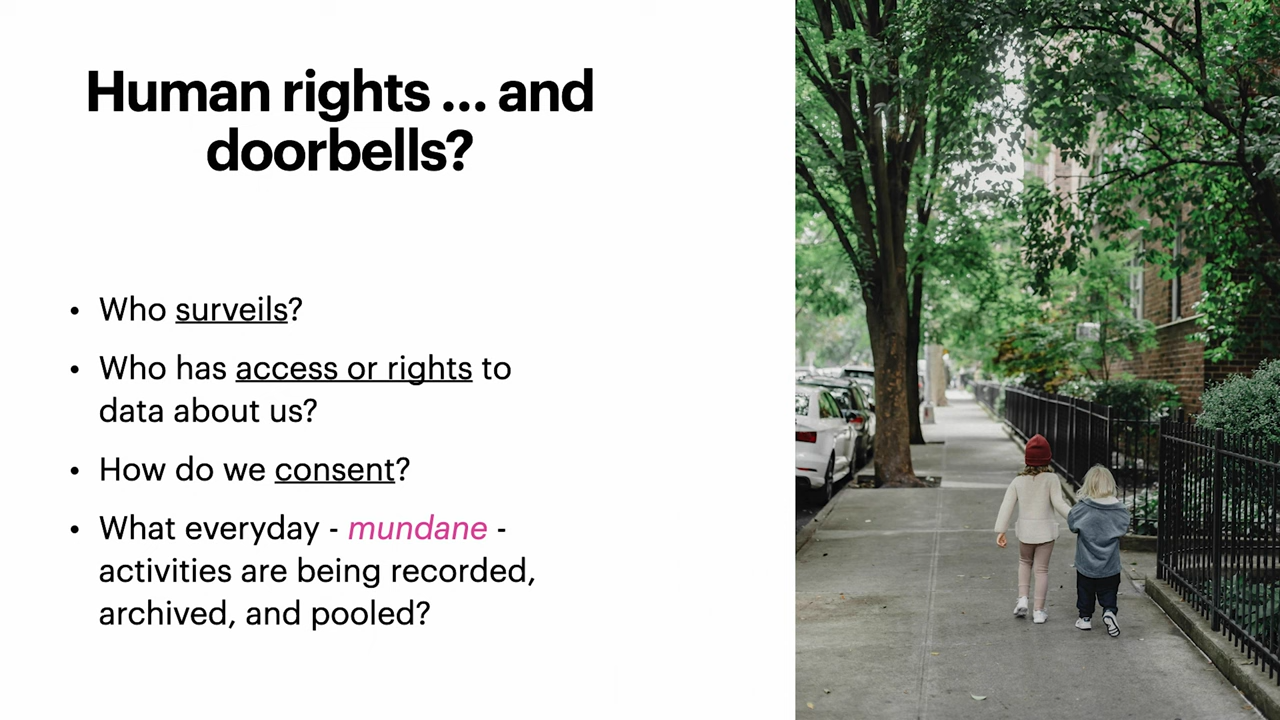 Human rights ... and
doorbells?
• Who surveils?
• Who has access or rights to
data about us?
• How do we consent?
• What everyday - mundane -
activities are being recorded,
archived, and pooled?